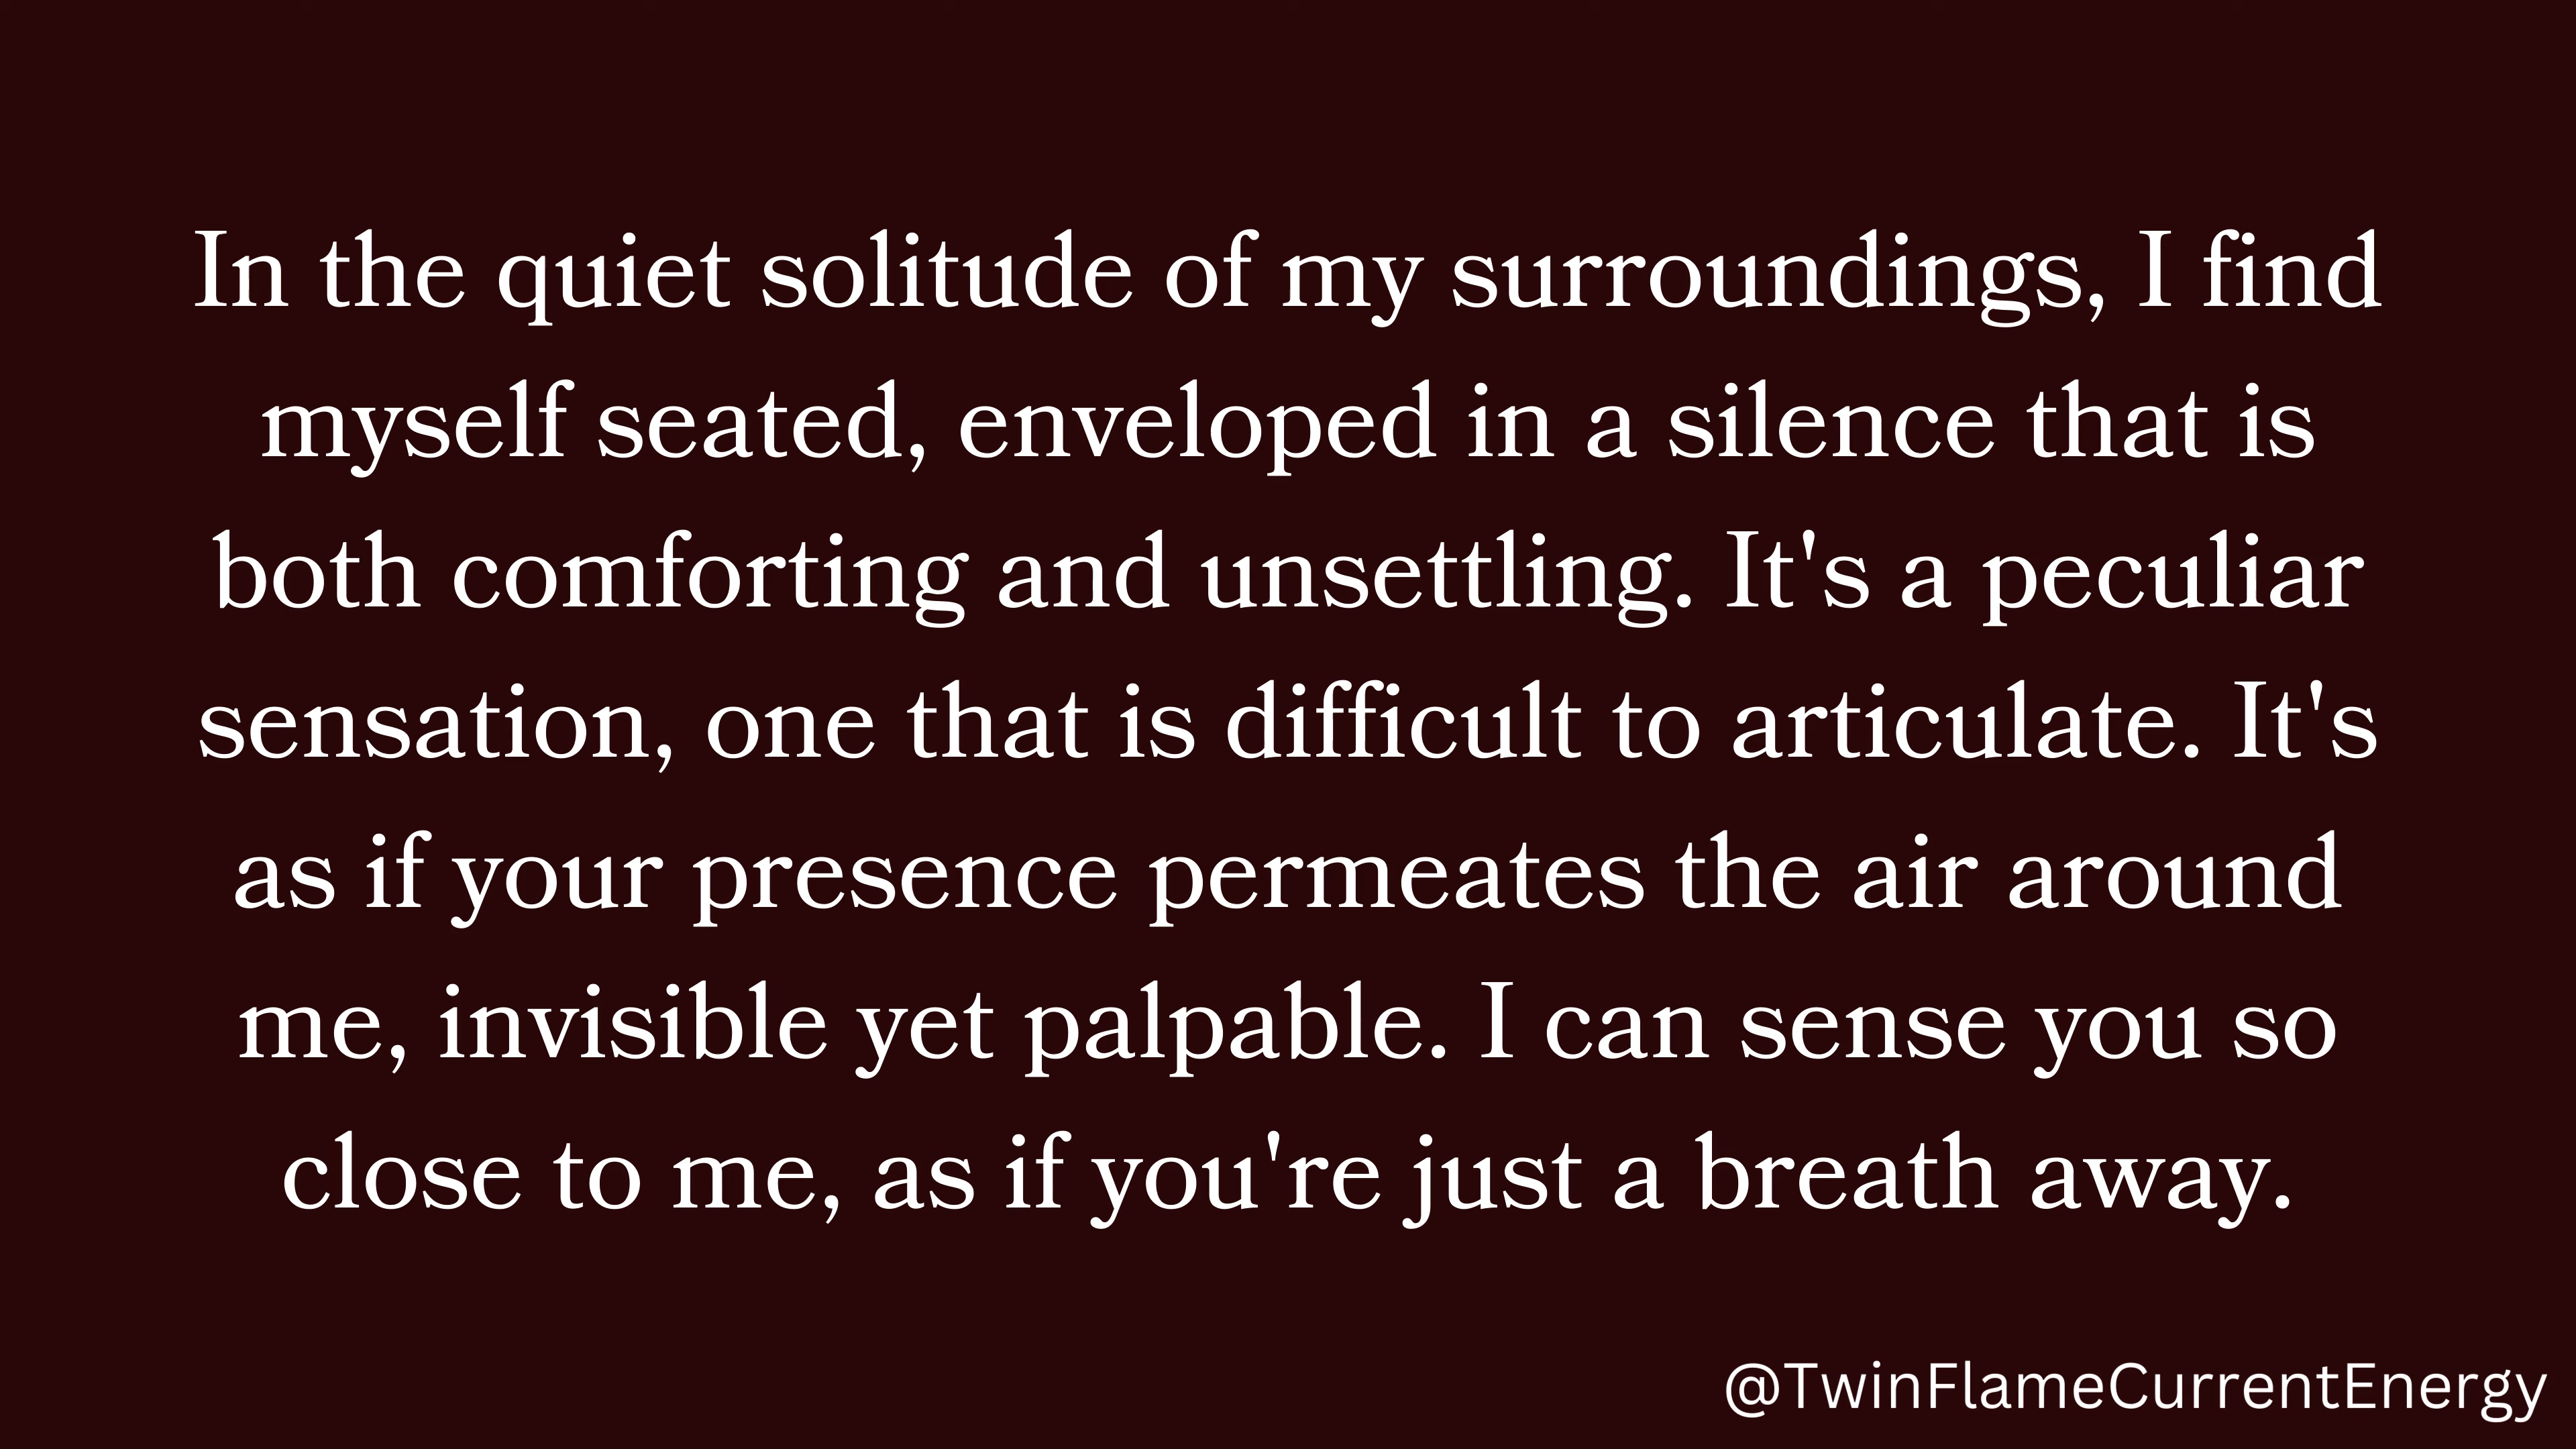 In the quiet solitude of my surroundings, I find
myself seated, enveloped in a silence that is
both comforting and unsettling. It's a peculiar
sensation, one that is difficult to articulate. It's
as if your presence permeates the air around
me, invisible yet palpable. I can sense you so
close to me, as if you're just a breath away.
@TwinFlameCurrentEnergy